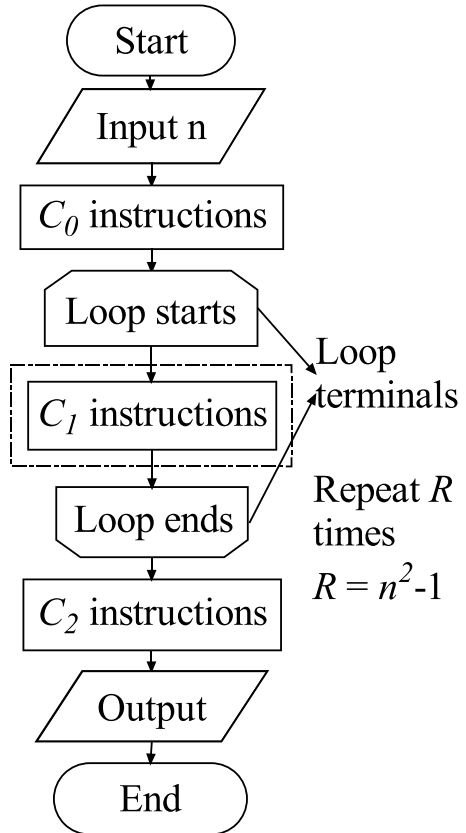 Start
Input n
C₀ instructions
Loop starts
Loop
terminals
C₁ instructions
Loop ends
Repeat R
times
R = n²-1
C₂ instructions
Output
End